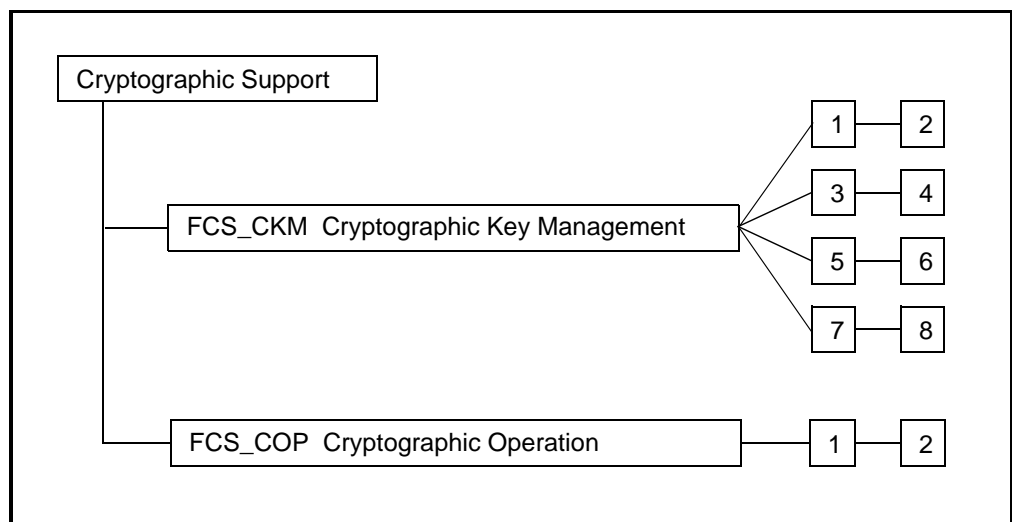 Cryptographic Support
1 2
3 4
FCS_CKM Cryptographic Key Management
5 6
7 8
FCS_COP Cryptographic Operation 1 2